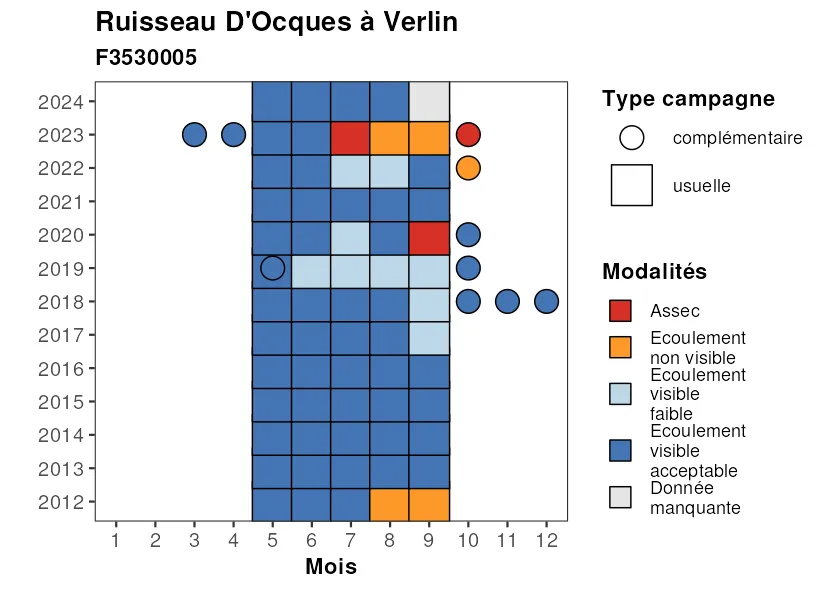 Ruisseau D'Ocques à Verlin
F3530005
2024
2023
2022
2021
2020
2019
2018
2017
2016
2015
2014
2013
2012
1 2 3 4 5 6 7 8 9 10 11 12
Mois
Type campagne
complémentaire
usuelle
Modalités
Assec
Ecoulement
non visible
Ecoulement
visible
faible
Ecoulement
visible
acceptable
Donnée
manquante